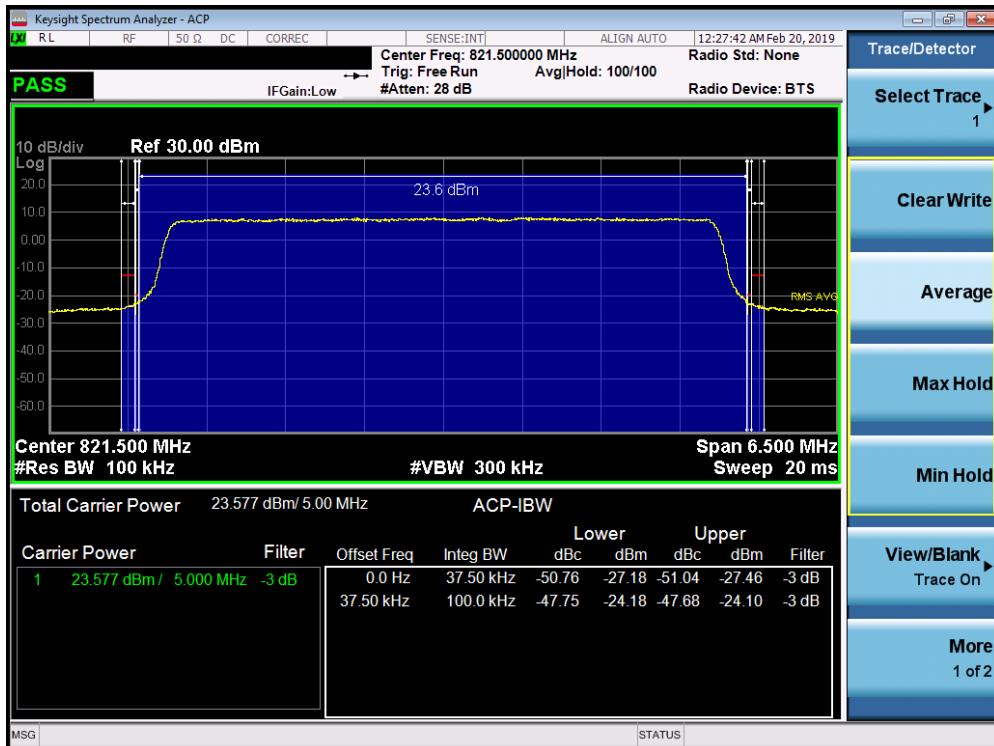 Keysight Spectrum Analyzer - ACP
LXI RL RF 50 Ω DC CORREC SENSE:INT ALIGN AUTO 12:27:42 AM Feb 20, 2019
Center Freq: 821.500000 MHz Radio Std: None
Trig: Free Run Avg|Hold: 100/100
PASS IFGain:Low #Atten: 28 dB Radio Device: BTS
10 dB/div Ref 30.00 dBm
Log
20.0
23.6 dBm
10.0
0.00
-10.0
-20.0
RMS AVG
-30.0
-40.0
-50.0
-60.0
Center 821.500 MHz Span 6.500 MHz
#Res BW 100 kHz #VBW 300 kHz Sweep 20 ms
Total Carrier Power 23.577 dBm/ 5.00 MHz ACP-IBW
Lower Upper
Carrier Power Filter Offset Freq Integ BW dBc dBm dBc dBm Filter
1 23.577 dBm / 5.000 MHz -3 dB 0.0 Hz 37.50 kHz -50.76 -27.18 -51.04 -27.46 -3 dB
37.50 kHz 100.0 kHz -47.75 -24.18 -47.68 -24.10 -3 dB
MSG STATUS
Trace/Detector
Select Trace
1
Clear Write
Average
Max Hold
Min Hold
View/Blank
Trace On
More
1 of 2